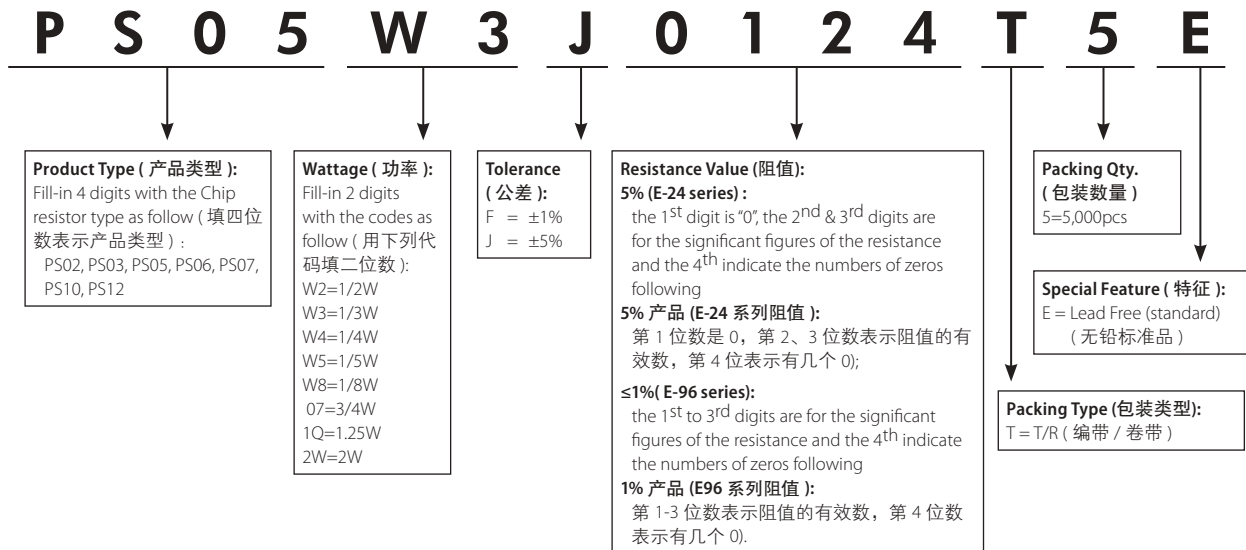 P S 0 5 W 3 J 0 1 2 4 T 5 E
Product Type ( 产品类型 ):
Fill-in 4 digits with the Chip
resistor type as follow ( 填四位
数表示产品类型 ) :
PS02, PS03, PS05, PS06, PS07,
PS10, PS12
Wattage ( 功率 ):
Fill-in 2 digits
with the codes as
follow ( 用下列代
码填二位数 ):
W2=1/2W
W3=1/3W
W4=1/4W
W5=1/5W
W8=1/8W
07=3/4W
1Q=1.25W
2W=2W
Tolerance
( 公差 ):
F = ±1%
J = ±5%
Resistance Value (阻值):
5% (E-24 series) :
the 1st digit is "0", the 2nd & 3rd digits are
for the significant figures of the resistance
and the 4th indicate the numbers of zeros
following
5% 产品 (E-24 系列阻值 ):
第 1 位数是 0，第 2、3 位数表示阻值的有
效数，第 4 位表示有几个 0);
≤1%( E-96 series):
the 1st to 3rd digits are for the significant
figures of the resistance and the 4th indicate
the numbers of zeros following
1% 产品 (E96 系列阻值 ):
第 1-3 位数表示阻值的有效数，第 4 位数
表示有几个 0).
Packing Qty.
( 包装数量 )
5=5,000pcs
Special Feature ( 特征 ):
E = Lead Free (standard)
( 无铅标准品 )
Packing Type (包装类型):
T = T/R ( 编带 / 卷带 )